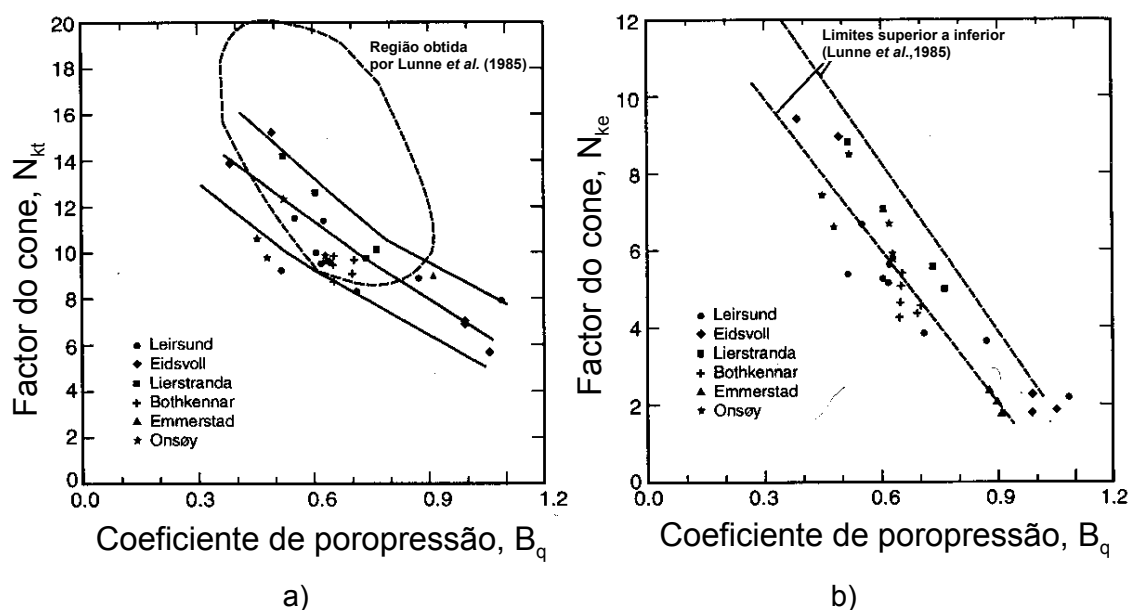 Factor do cone, N_kt
20
18
16
14
12
10
8
6
4
2
0
Região obtida
por Lunne et al. (1985)
Leirsund
Eidsvoll
Lierstranda
Bothkennar
Emmerstad
Onsøy
0.0 0.3 0.6 0.9 1.2
Coeficiente de poropressão, B_q
a)
Factor do cone, N_ke
12
10
8
6
4
2
0
Limites superior a inferior
(Lunne et al.,1985)
Leirsund
Eidsvoll
Lierstranda
Bothkennar
Emmerstad
Onsøy
0.0 0.3 0.6 0.9 1.2
Coeficiente de poropressão, B_q
b)